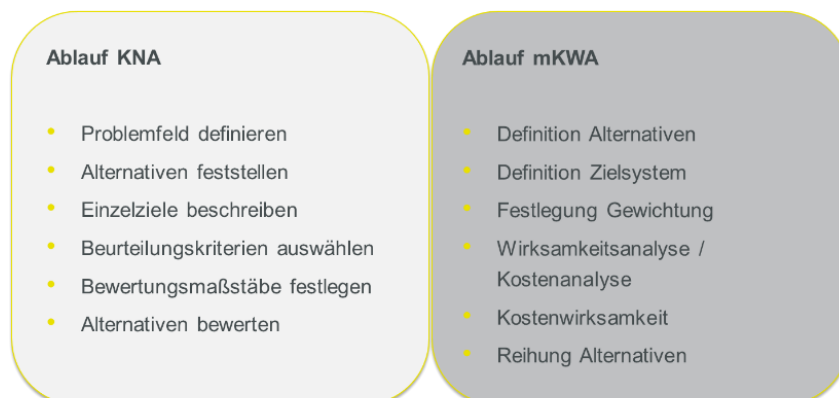 Ablauf KNA
• Problemfeld definieren
• Alternativen feststellen
• Einzelziele beschreiben
• Beurteilungskriterien auswählen
• Bewertungsmaßstäbe festlegen
• Alternativen bewerten
Ablauf mKWA
• Definition Alternativen
• Definition Zielsystem
• Festlegung Gewichtung
• Wirksamkeitsanalyse /
Kostenanalyse
• Kostenwirksamkeit
• Reihung Alternativen